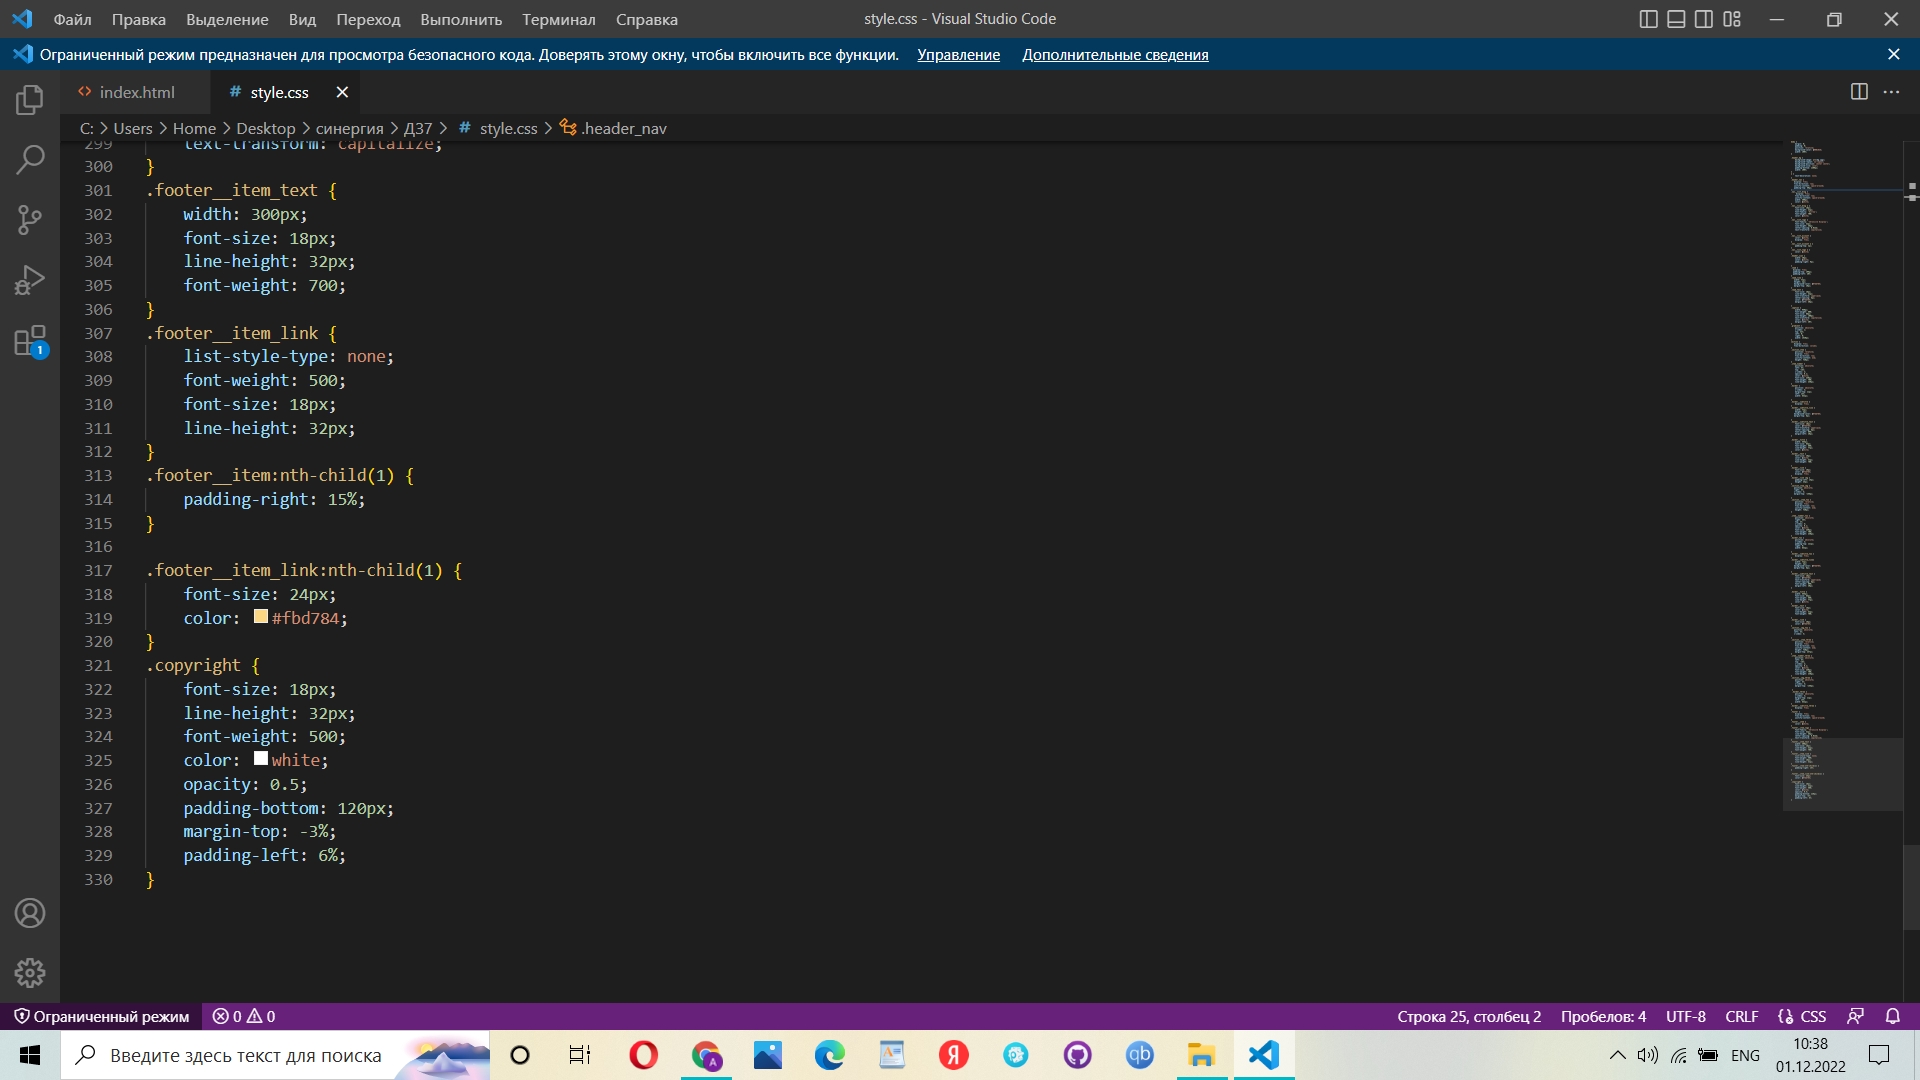 Файл Правка Выделение Вид Переход Выполнить Терминал Справка style.css - Visual Studio Code
Ограниченный режим предназначен для просмотра безопасного кода. Доверять этому окну, чтобы включить все функции. Управление Дополнительные сведения
<> index.html # style.css
C: > Users > Home > Desktop > синергия > ДЗ7 > # style.css > .header_nav
299 text-transform: capitalize;
300 }
301 .footer__item_text {
302 width: 300px;
303 font-size: 18px;
304 line-height: 32px;
305 font-weight: 700;
306 }
307 .footer__item_link {
308 list-style-type: none;
309 font-weight: 500;
310 font-size: 18px;
311 line-height: 32px;
312 }
313 .footer__item:nth-child(1) {
314 padding-right: 15%;
315 }
316
317 .footer__item_link:nth-child(1) {
318 font-size: 24px;
319 color: #fbd784;
320 }
321 .copyright {
322 font-size: 18px;
323 line-height: 32px;
324 font-weight: 500;
325 color: white;
326 opacity: 0.5;
327 padding-bottom: 120px;
328 margin-top: -3%;
329 padding-left: 6%;
330 }
1
Ограниченный режим 0 0 Строка 25, столбец 2 Пробелов: 4 UTF-8 CRLF CSS
Введите здесь текст для поиска A Я qb ENG 10:38
01.12.2022